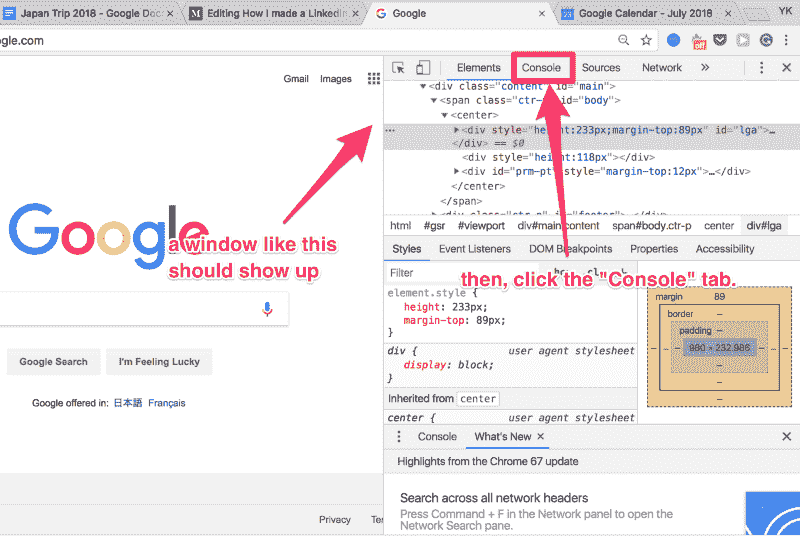 Japan Trip 2018 - Google Doc
Editing How I made a LinkedIn
Google
Google Calendar - July 2018
YK
gle.com
Elements
Console
Sources
Network
Gmail
Images
<div class="content" id="main">
<span class="ctr-p" id="body">
<center>
<div style="height:233px;margin-top:89px" id="lga">…
</div> == $0
<div style="height:118px"></div>
<div id="prm-pt" style="margin-top:12px">…</div>
</center>
</span>
<div class="ctr-p" id="footer"> </div>
html #gsr #viewport div#main.content span#body.ctr-p center div#lga
Google
a window like this
should show up
Styles
Event Listeners
DOM Breakpoints
Properties
Accessibility
Filter
then, click the "Console" tab.
element.style {
height: 233px;
margin-top: 89px;
}
div {
user agent stylesheet
display: block;
}
Inherited from center
center {
user agent stylesheet
margin 89
border –
padding –
980 × 232.986
Google Search
I'm Feeling Lucky
Google offered in: 日本語 Français
Console
What's New
Highlights from the Chrome 67 update
Search across all network headers
Press Command + F in the Network panel to open the
Network Search pane.
Privacy
Ter